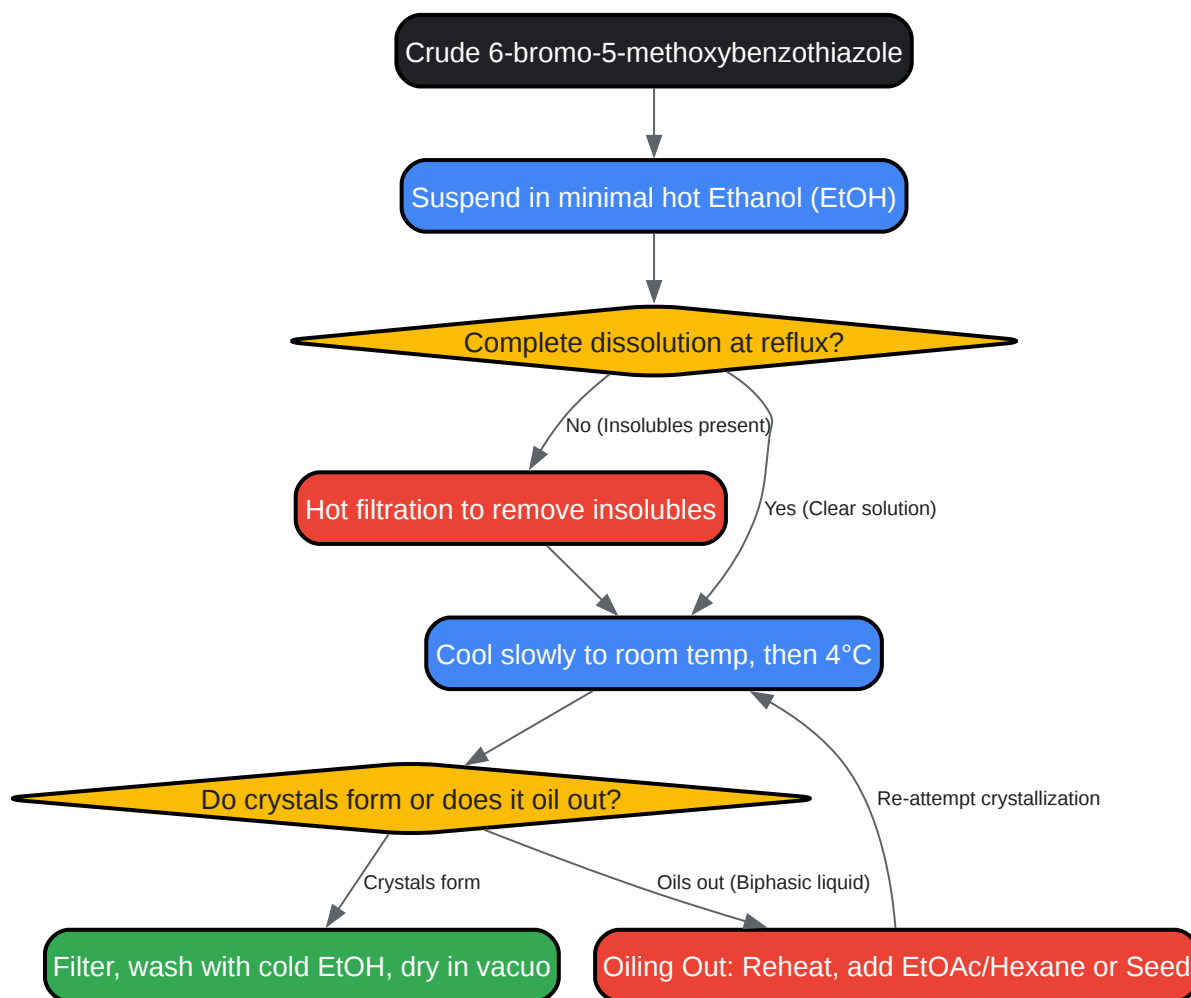 Crude 6-bromo-5-methoxybenzothiazole
Suspend in minimal hot Ethanol (EtOH)
Complete dissolution at reflux?
No (Insolubles present)
Hot filtration to remove insolubles
Yes (Clear solution)
Cool slowly to room temp, then 4°C
Do crystals form or does it oil out?
Re-attempt crystallization
Crystals form
Oils out (Biphasic liquid)
Filter, wash with cold EtOH, dry in vacuo
Oiling Out: Reheat, add EtOAc/Hexane or Seed